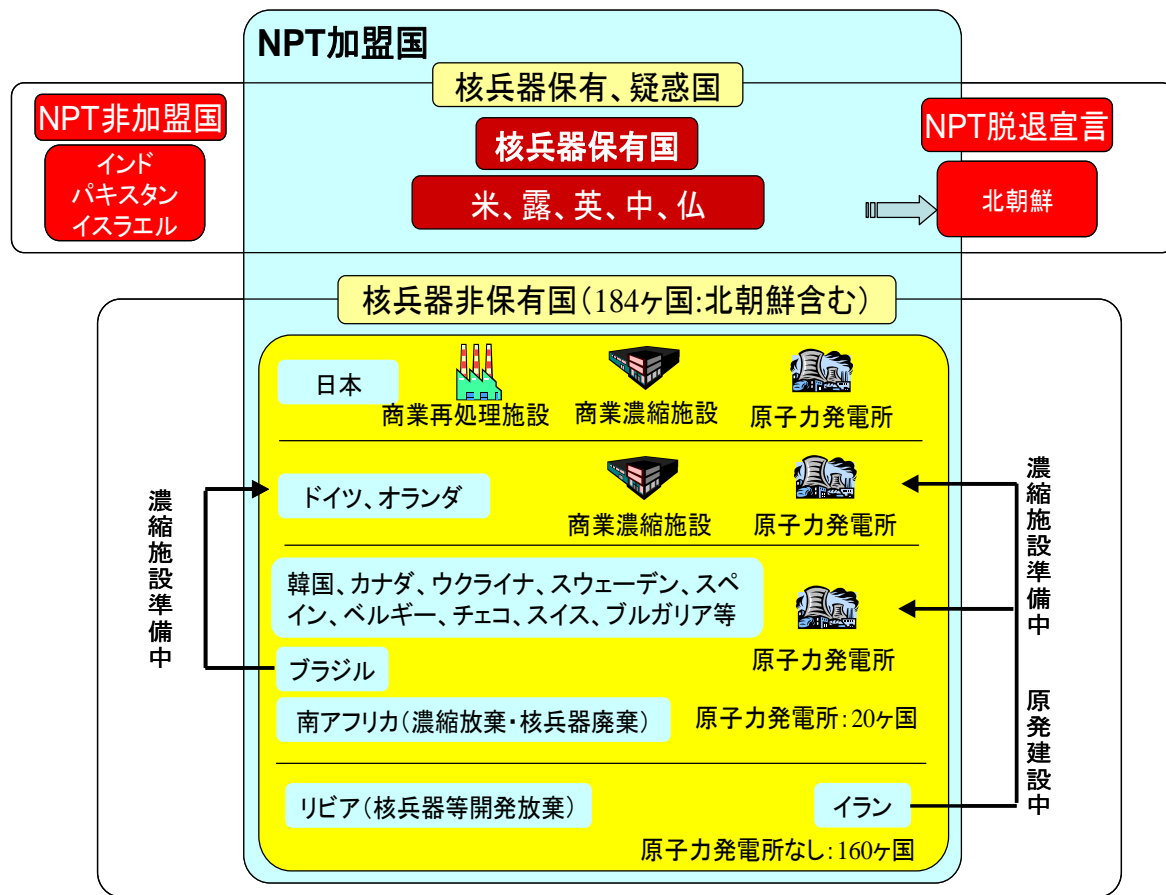 NPT加盟国
核兵器保有、疑惑国
NPT非加盟国
インド
パキスタン
イスラエル
核兵器保有国
米、露、英、中、仏
NPT脱退宣言
北朝鮮
核兵器非保有国(184ヶ国:北朝鮮含む)
日本
商業再処理施設
商業濃縮施設
原子力発電所
ドイツ、オランダ
商業濃縮施設
原子力発電所
韓国、カナダ、ウクライナ、スウェーデン、スペ
イン、ベルギー、チェコ、スイス、ブルガリア等
原子力発電所
ブラジル
南アフリカ(濃縮放棄・核兵器廃棄)
原子力発電所:20ヶ国
リビア(核兵器等開発放棄)
イラン
原子力発電所なし:160ヶ国
濃縮施設準備中
濃縮施設準備中
原発建設中